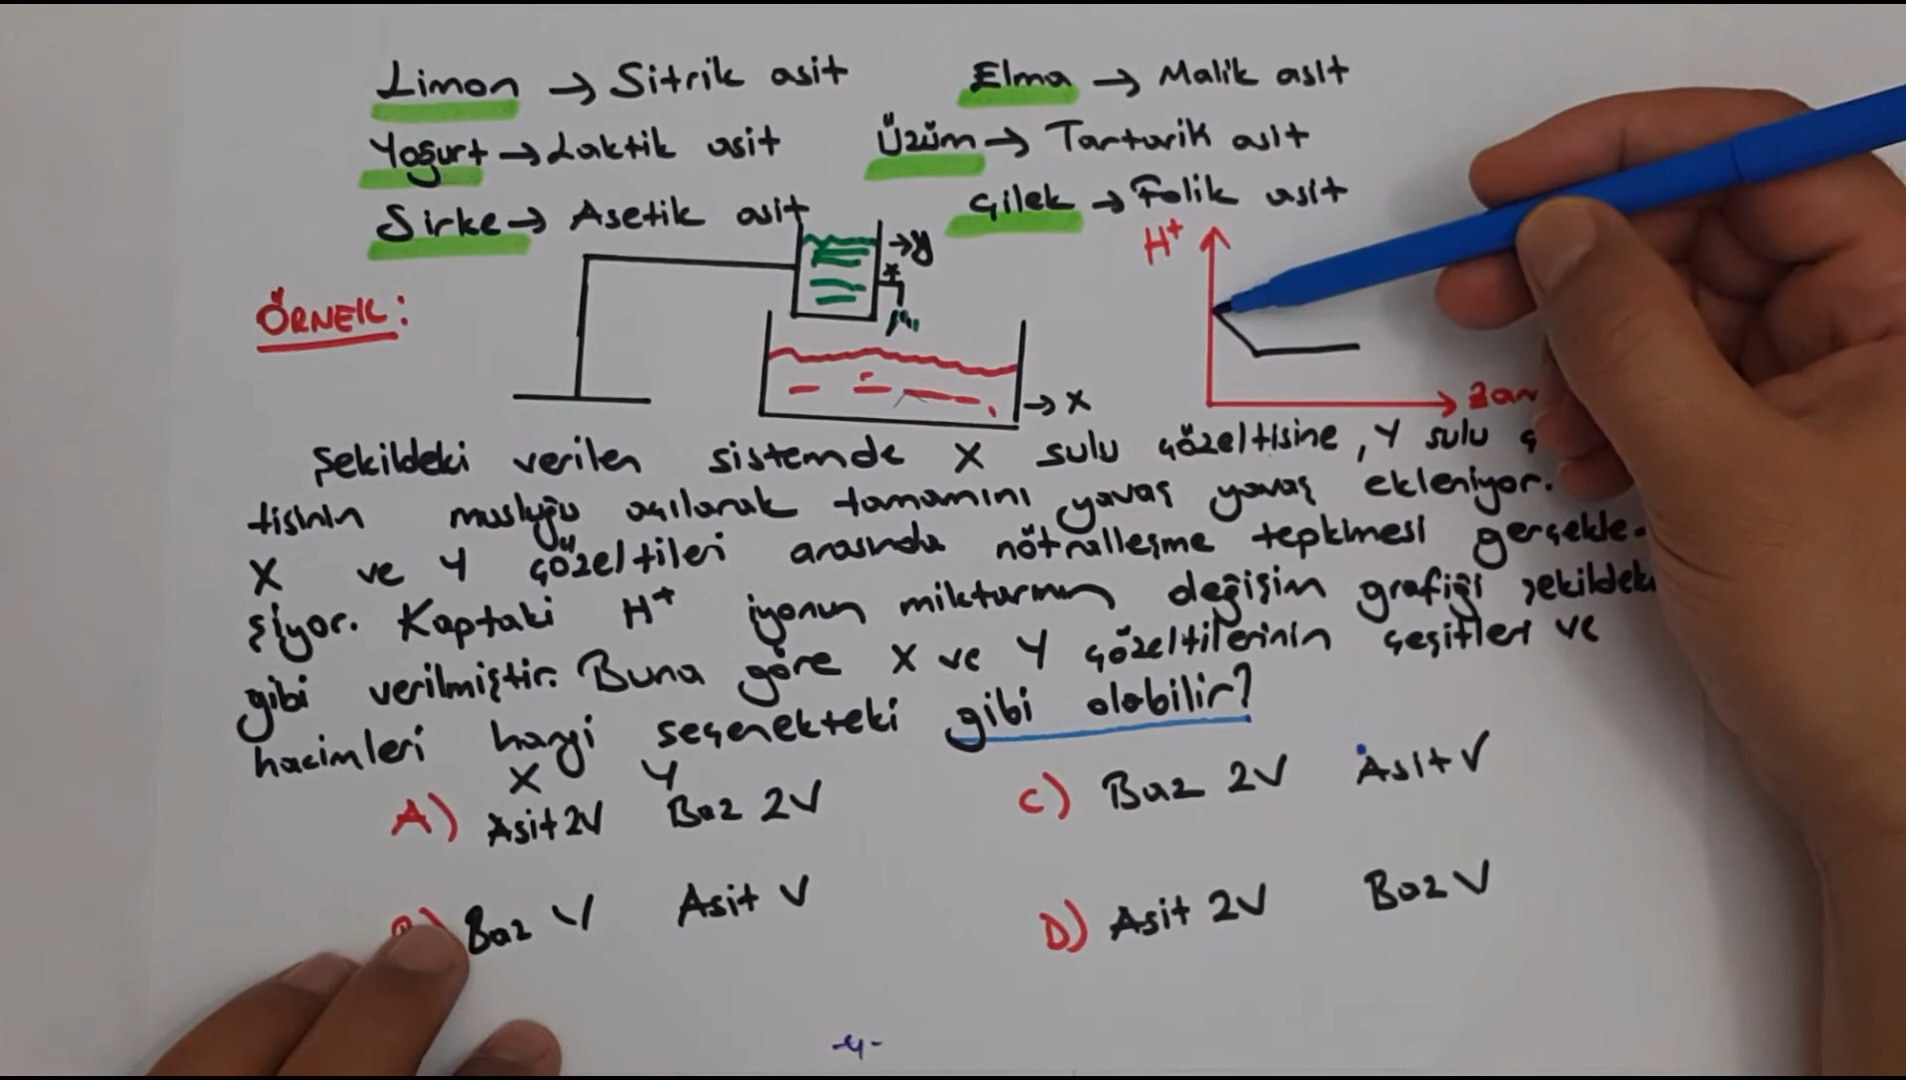 Limon → Sitrik asit
Elma → Malik asit
Yoğurt → Laktik asit
Üzüm → Tartarik asit
Sirke → Asetik asit
Çilek → Folik asit
→ y
H+
ÖRNEK:
→ X
Zam
Şekildeki verilen sistemde X sulu çözeltisine, Y sulu ç
tisinin musluğu açılarak tamamını yavaş yavaş ekleniyor.
X ve Y çözeltileri arasında nötralleşme tepkimesi gerçekle-
şiyor. Kaptaki H+ iyonun mikturının değişim grafiği şekildeki
gibi verilmiştir. Buna göre X ve Y çözeltilerinin çeşitleri ve
hacimleri hangi seçenekteki gibi olabilir?
X Y
A) Asit 2V Baz 2V
C) Baz 2V Asit V
Baz V Asit V
D) Asit 2V Baz V
-4-